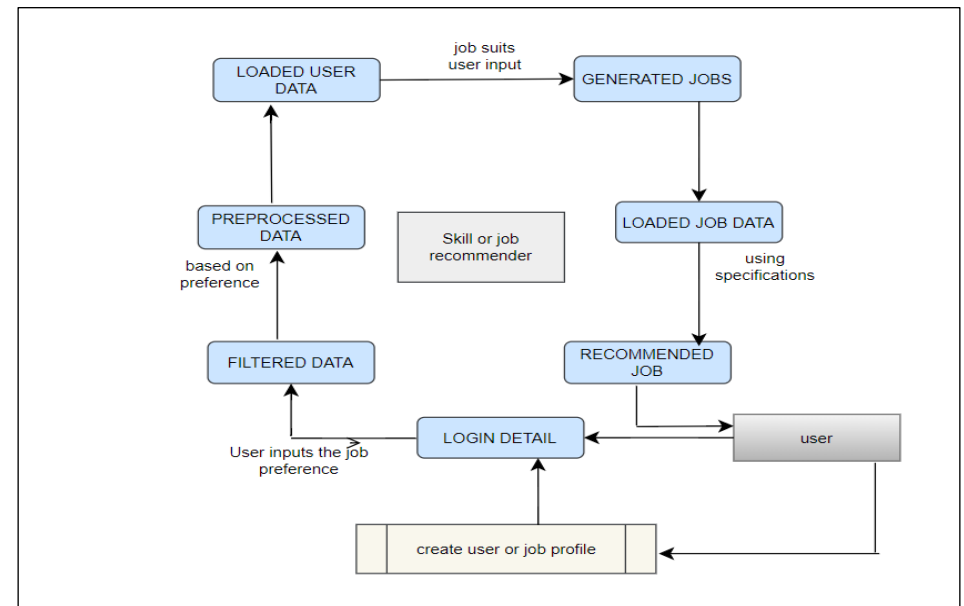 job suits
user input
LOADED USER
DATA
GENERATED JOBS
PREPROCESSED
DATA
Skill or job
recommender
LOADED JOB DATA
based on
preference
using
specifications
FILTERED DATA
RECOMMENDED
JOB
User inputs the job
preference
LOGIN DETAIL
user
create user or job profile